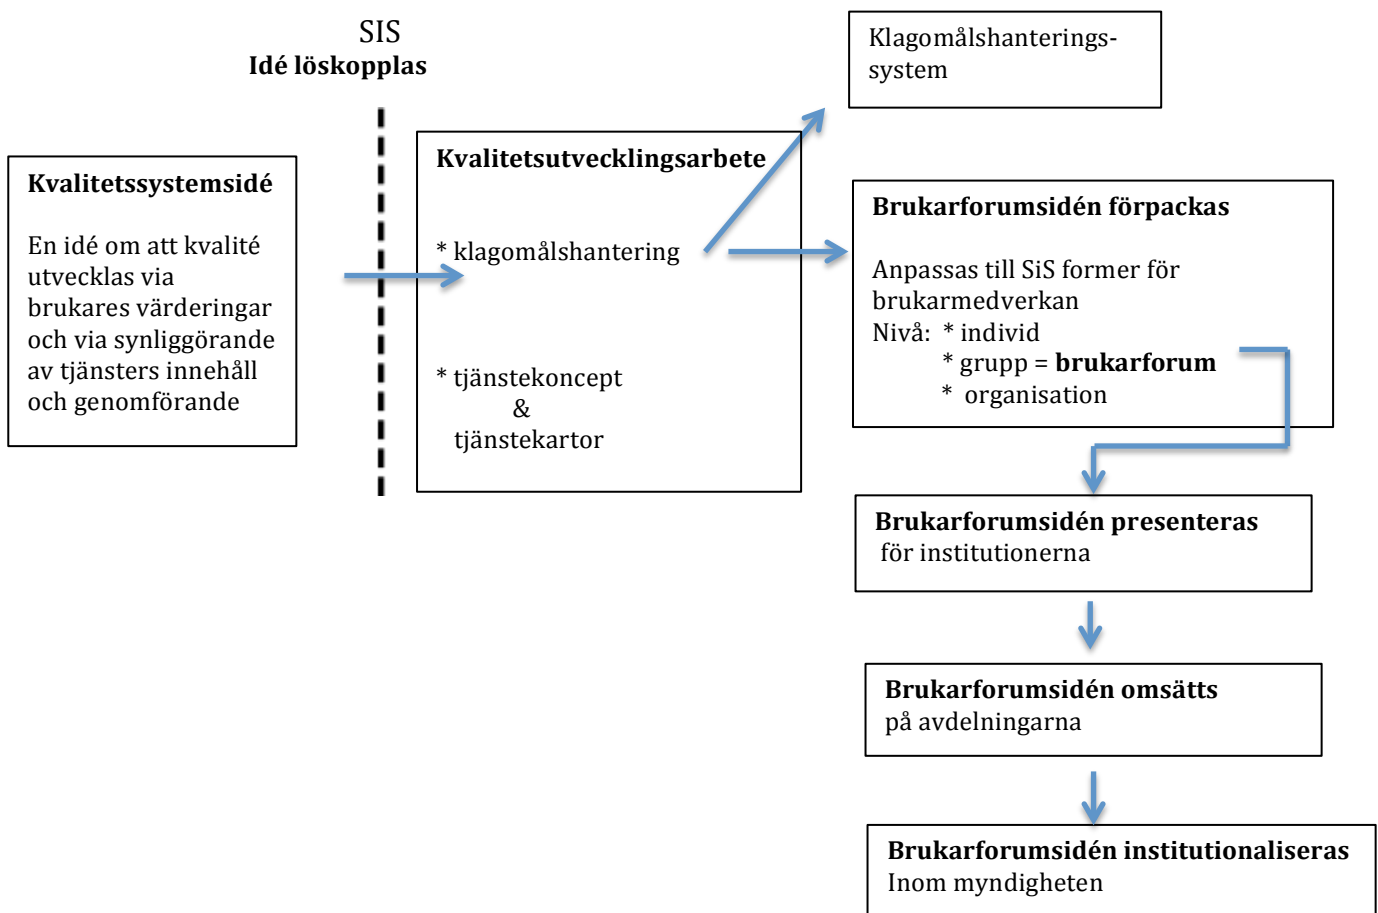 SIS
Idé löskopplas
Kvalitetssystemsidé
En idé om att kvalité
utvecklas via
brukares värderingar
och via synliggörande
av tjänsters innehåll
och genomförande
Kvalitetsutvecklingsarbete
* klagomålshantering
* tjänstekoncept
&
tjänstekartor
Klagomålshanterings-
system
Brukarforumsidén förpackas
Anpassas till SiS former för
brukarmedverkan
Nivå: * individ
* grupp = brukarforum
* organisation
Brukarforumsidén presenteras
för institutionerna
Brukarforumsidén omsätts
på avdelningarna
Brukarforumsidén institutionaliseras
Inom myndigheten